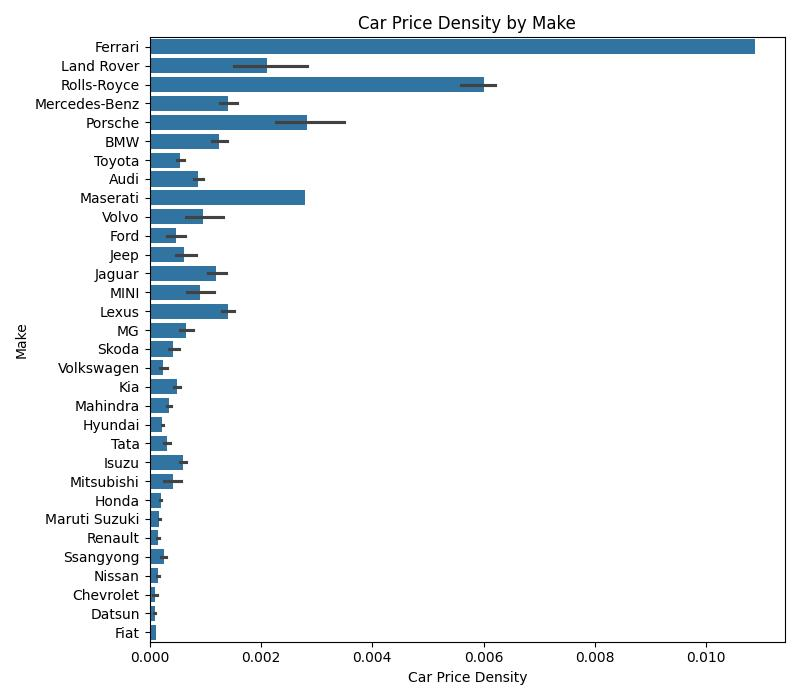 Car Price Density by Make
Ferrari
Land Rover
Rolls-Royce
Mercedes-Benz
Porsche
BMW
Toyota
Audi
Maserati
Volvo
Ford
Jeep
Jaguar
MINI
Lexus
MG
Skoda
Volkswagen
Kia
Mahindra
Hyundai
Tata
Isuzu
Mitsubishi
Honda
Maruti Suzuki
Renault
Ssangyong
Nissan
Chevrolet
Datsun
Fiat
Make
0.000 0.002 0.004 0.006 0.008 0.010
Car Price Density